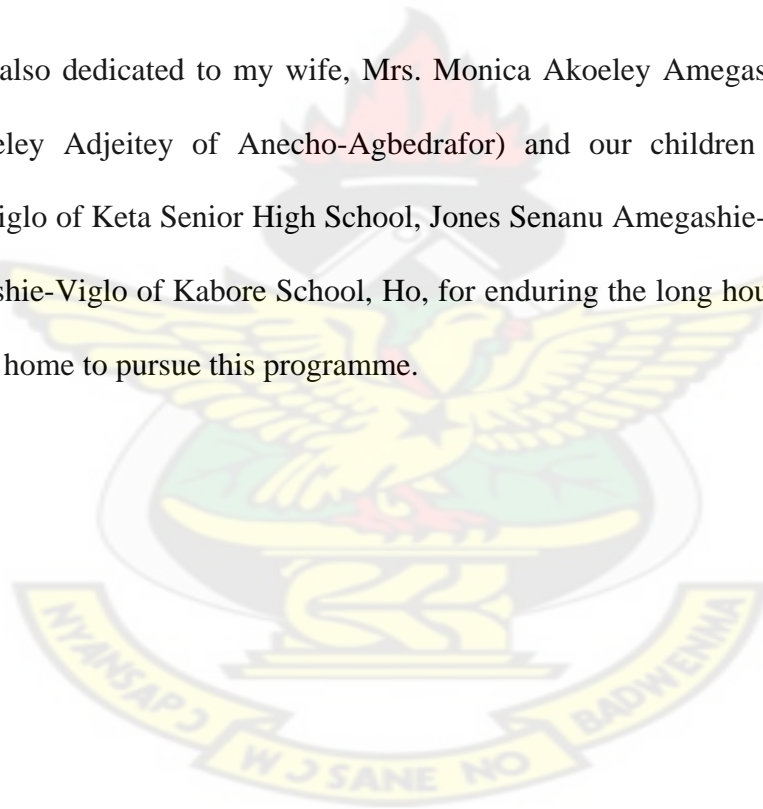 also dedicated to my wife, Mrs. Monica Akoeley Amegas
eley Adjeitey of Anecho-Agbedrafor) and our children
iglo of Keta Senior High School, Jones Senanu Amegashie-
shie-Viglo of Kabore School, Ho, for enduring the long hou
home to pursue this programme.
NYANSAPƆ WƆSANE NO BADWENMA